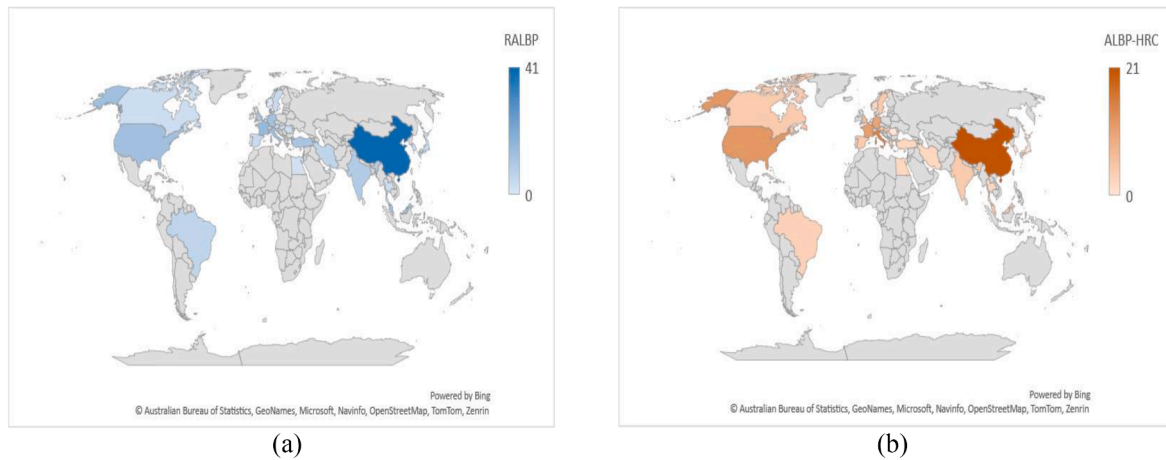 RALBP
41
0
Powered by Bing
© Australian Bureau of Statistics, GeoNames, Microsoft, Navinfo, OpenStreetMap, TomTom, Zenrin
(a)
ALBP-HRC
21
0
Powered by Bing
© Australian Bureau of Statistics, GeoNames, Microsoft, Navinfo, OpenStreetMap, TomTom, Zenrin
(b)